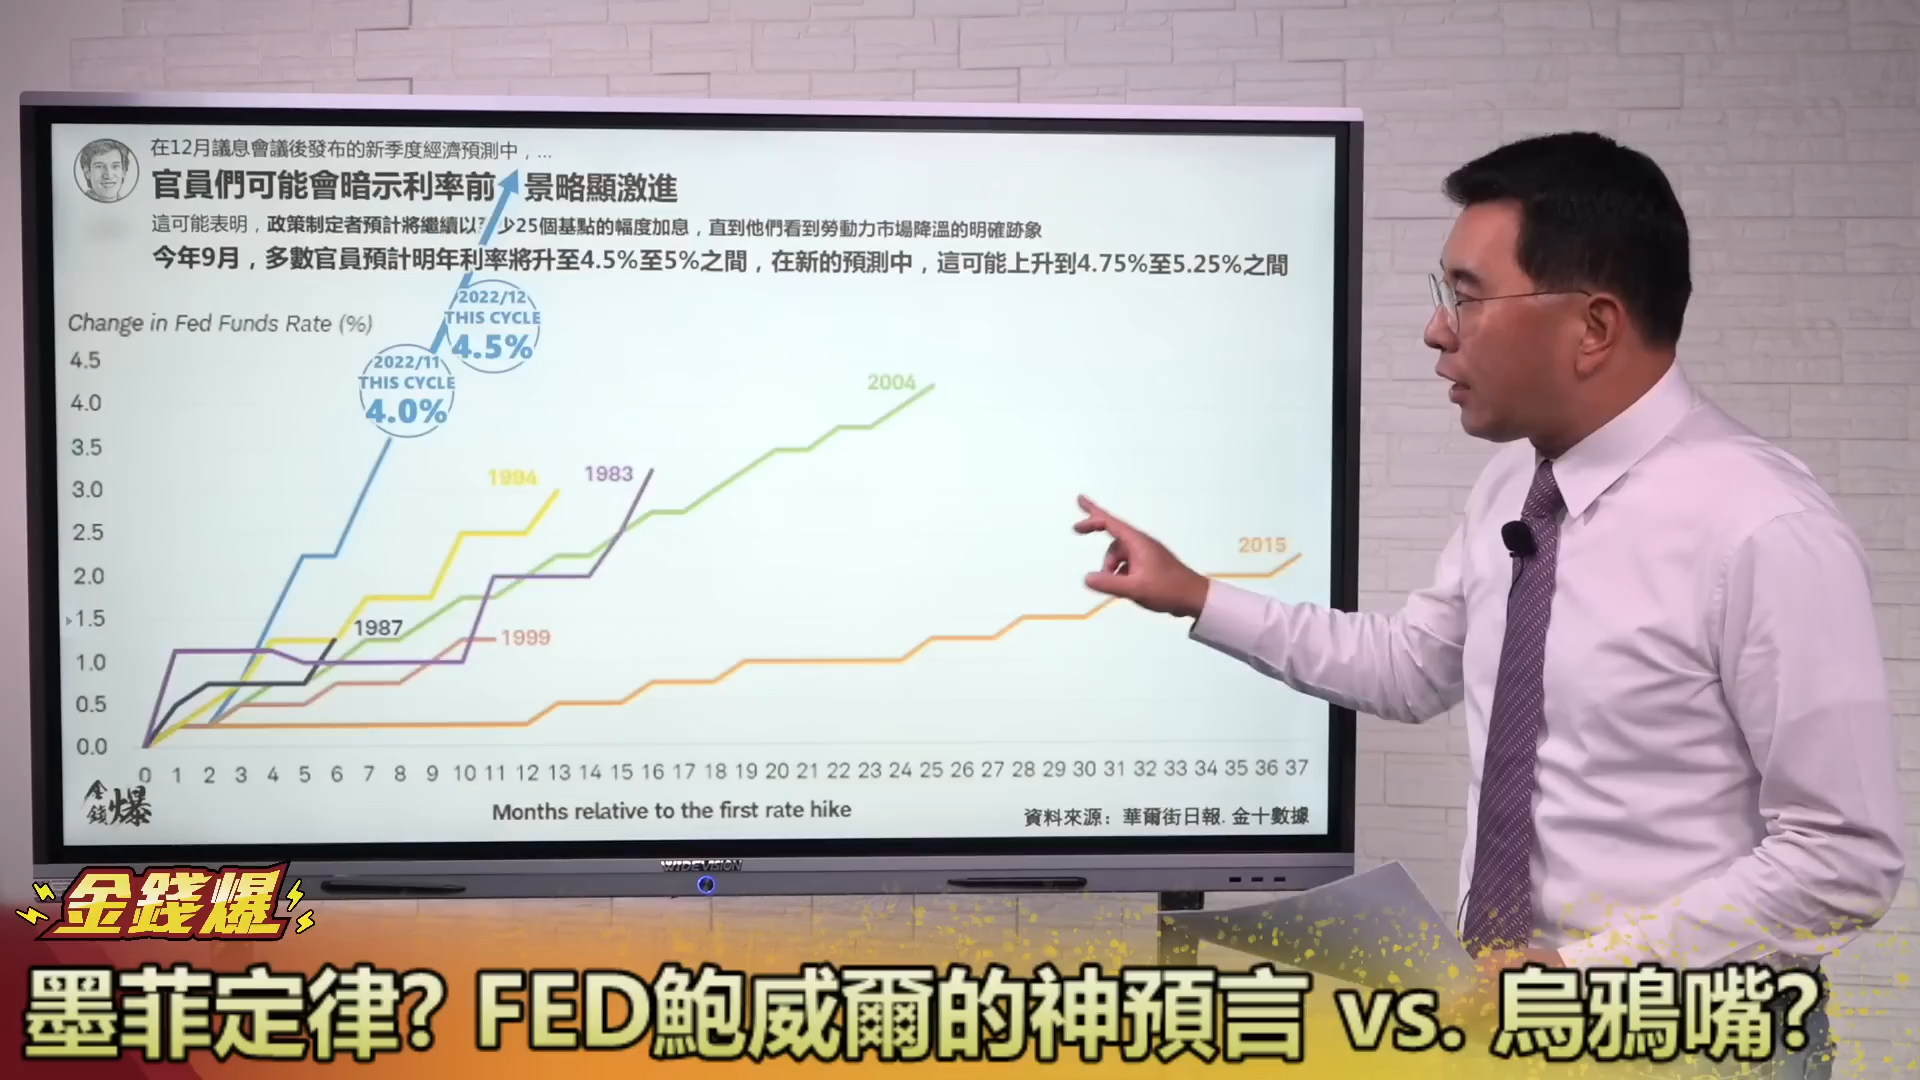 在12月議息會議後發布的新季度經濟預測中，...
官員們可能會暗示利率前景略顯激進
這可能表明，政策制定者預計將繼續以 少25個基點的幅度加息，直到他們看到勞動力市場降溫的明確跡象
今年9月，多數官員預計明年利率將升至4.5%至5%之間，在新的預測中，這可能上升到4.75%至5.25%之間
Change in Fed Funds Rate (%)
2022/12
THIS CYCLE
4.5%
2022/11
THIS CYCLE
4.0%
4.5
4.0
3.5
3.0
2.5
2.0
1.5
1.0
0.5
0.0
2004
1994
1983
2015
1987
1999
0 1 2 3 4 5 6 7 8 9 10 11 12 13 14 15 16 17 18 19 20 21 22 23 24 25 26 27 28 29 30 31 32 33 34 35 36 37
Months relative to the first rate hike
資料來源：華爾街日報. 金十數據
金錢爆
WIDEVISION
金錢爆
墨菲定律? FED鮑威爾的神預言 vs. 烏鴉嘴?